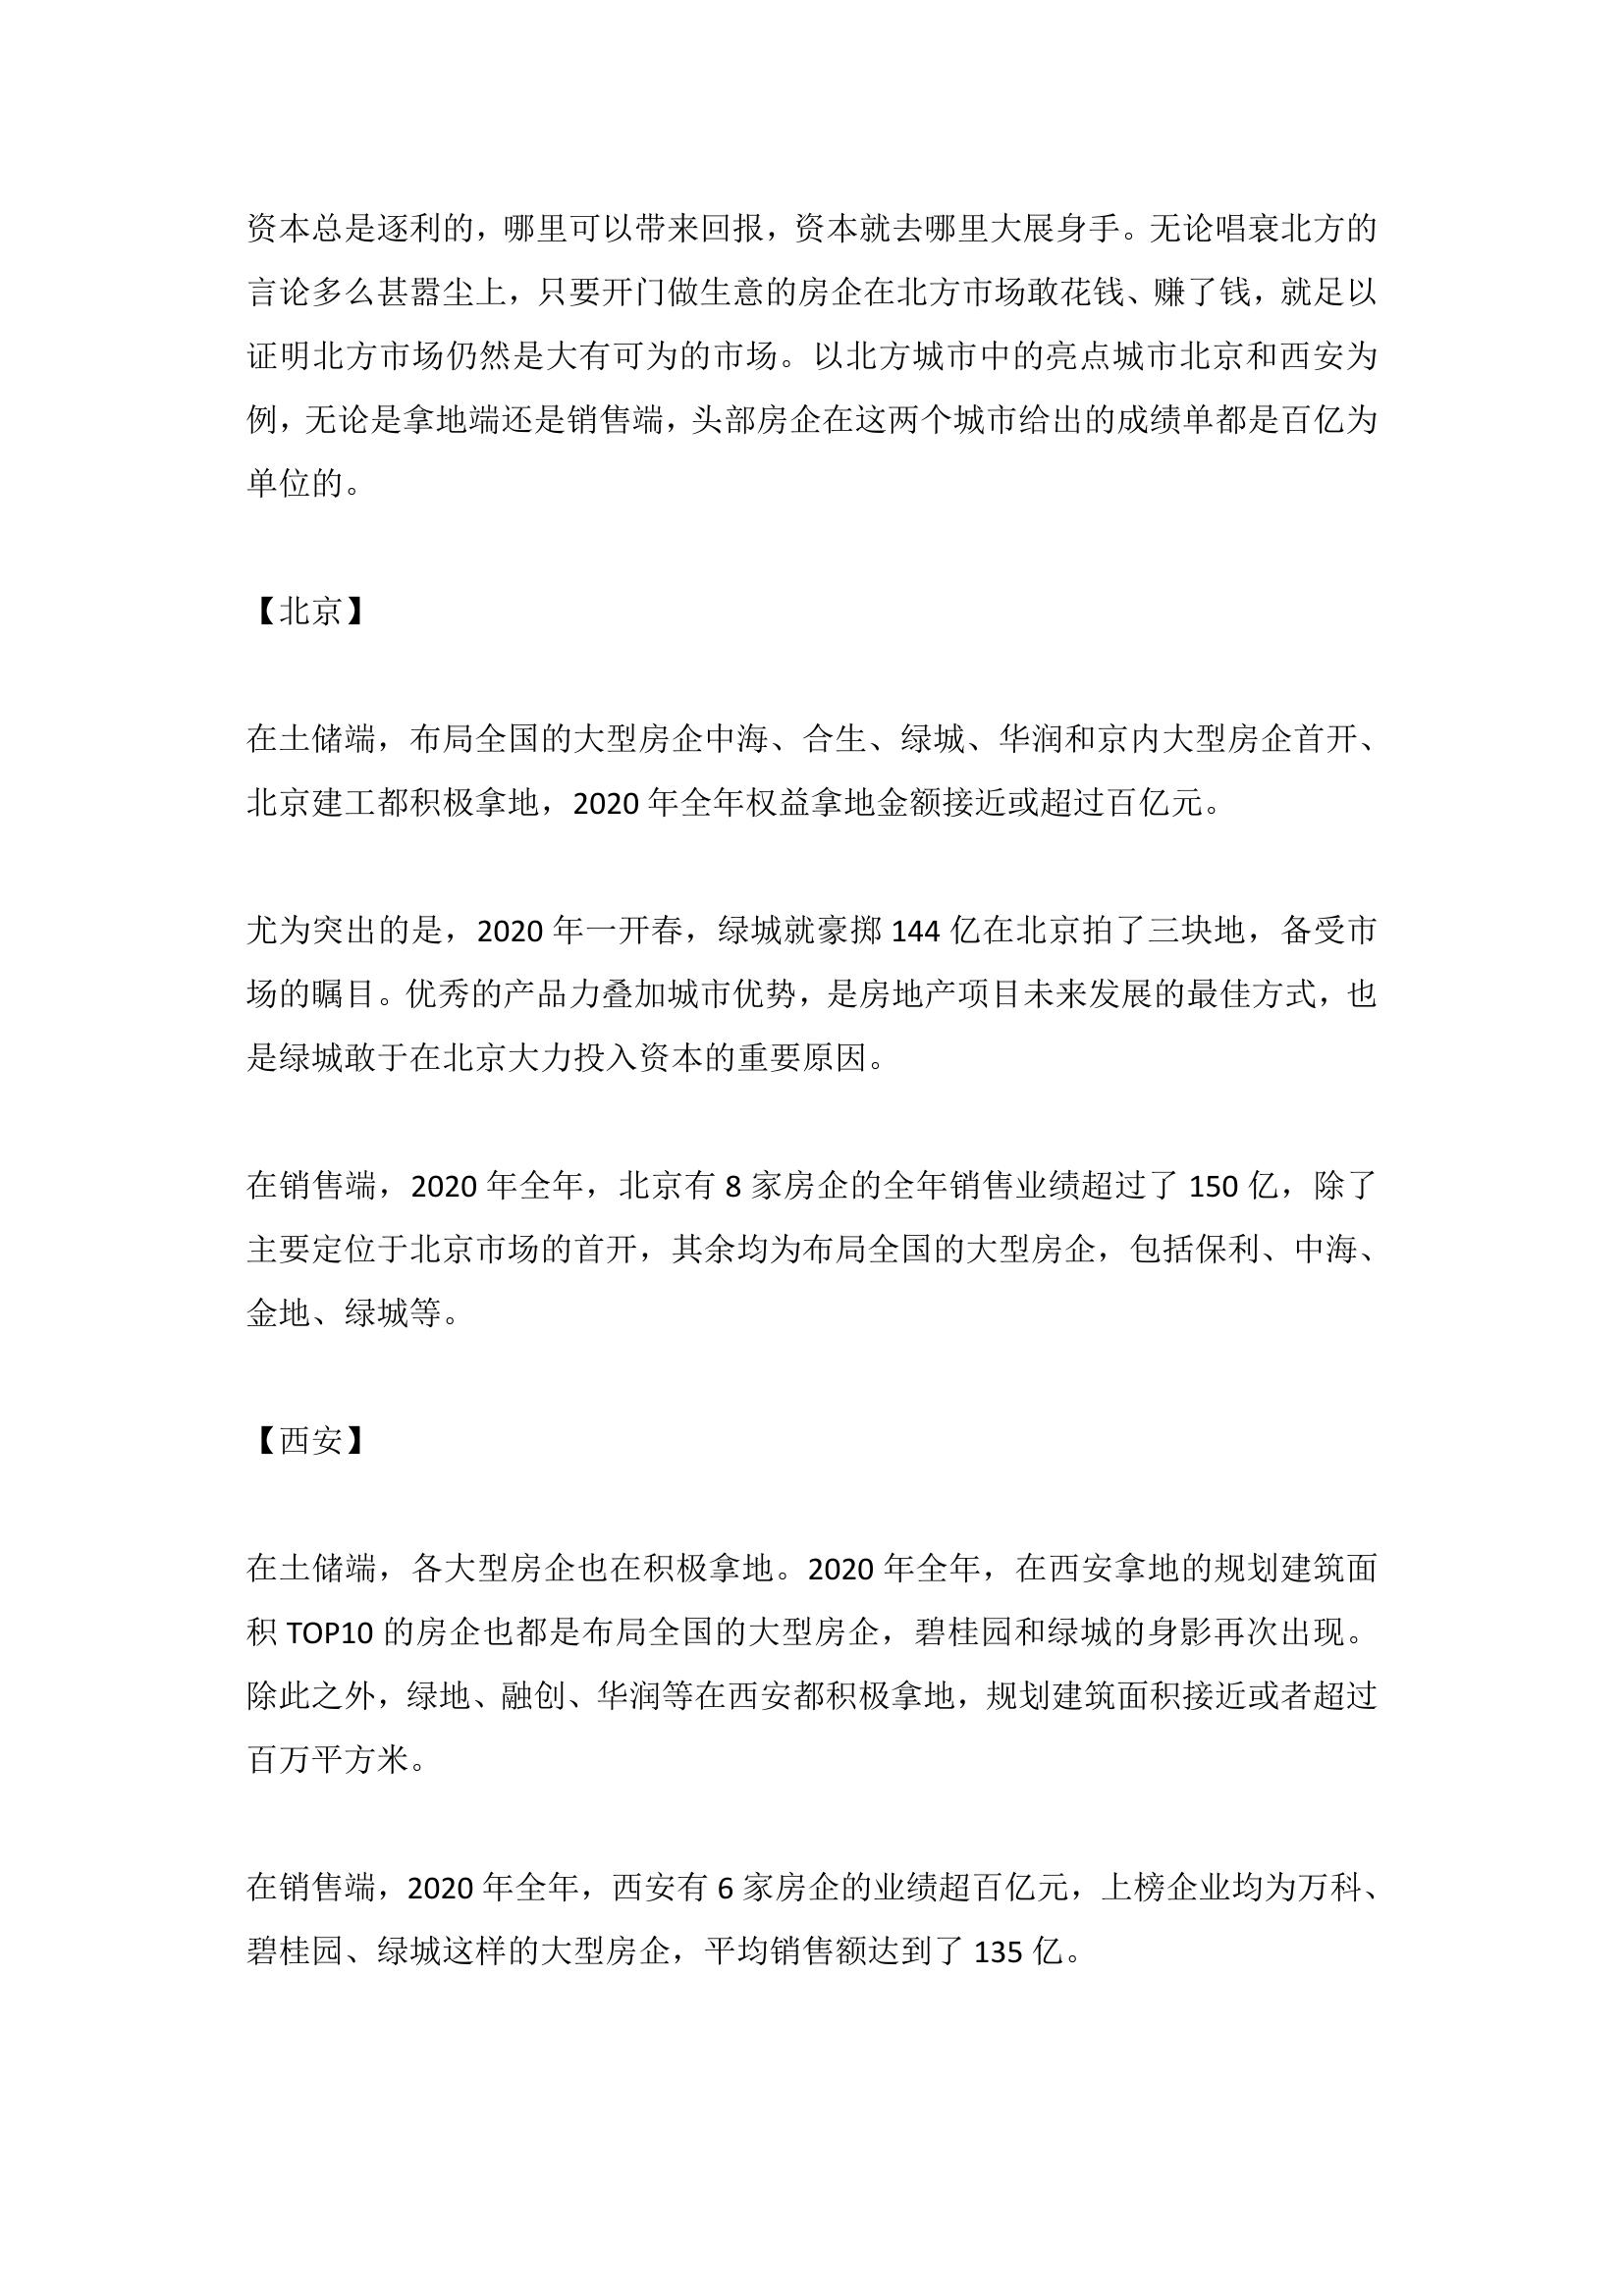 资本总是逐利的，哪里可以带来回报，资本就去哪里大展身手。无论唱衰北方的
言论多么甚嚣尘上，只要开门做生意的房企在北方市场敢花钱、赚了钱，就足以
证明北方市场仍然是大有可为的市场。以北方城市中的亮点城市北京和西安为
例，无论是拿地端还是销售端，头部房企在这两个城市给出的成绩单都是百亿为
单位的。
【北京】
在土储端，布局全国的大型房企中海、合生、绿城、华润和京内大型房企首开、
北京建工都积极拿地，2020 年全年权益拿地金额接近或超过百亿元。
尤为突出的是，2020 年一开春，绿城就豪掷 144 亿在北京拍了三块地，备受市
场的瞩目。优秀的产品力叠加城市优势，是房地产项目未来发展的最佳方式，也
是绿城敢于在北京大力投入资本的重要原因。
在销售端，2020 年全年，北京有 8 家房企的全年销售业绩超过了 150 亿，除了
主要定位于北京市场的首开，其余均为布局全国的大型房企，包括保利、中海、
金地、绿城等。
【西安】
在土储端，各大型房企也在积极拿地。2020 年全年，在西安拿地的规划建筑面
积 TOP10 的房企也都是布局全国的大型房企，碧桂园和绿城的身影再次出现。
除此之外，绿地、融创、华润等在西安都积极拿地，规划建筑面积接近或者超过
百万平方米。
在销售端，2020 年全年，西安有 6 家房企的业绩超百亿元，上榜企业均为万科、
碧桂园、绿城这样的大型房企，平均销售额达到了 135 亿。